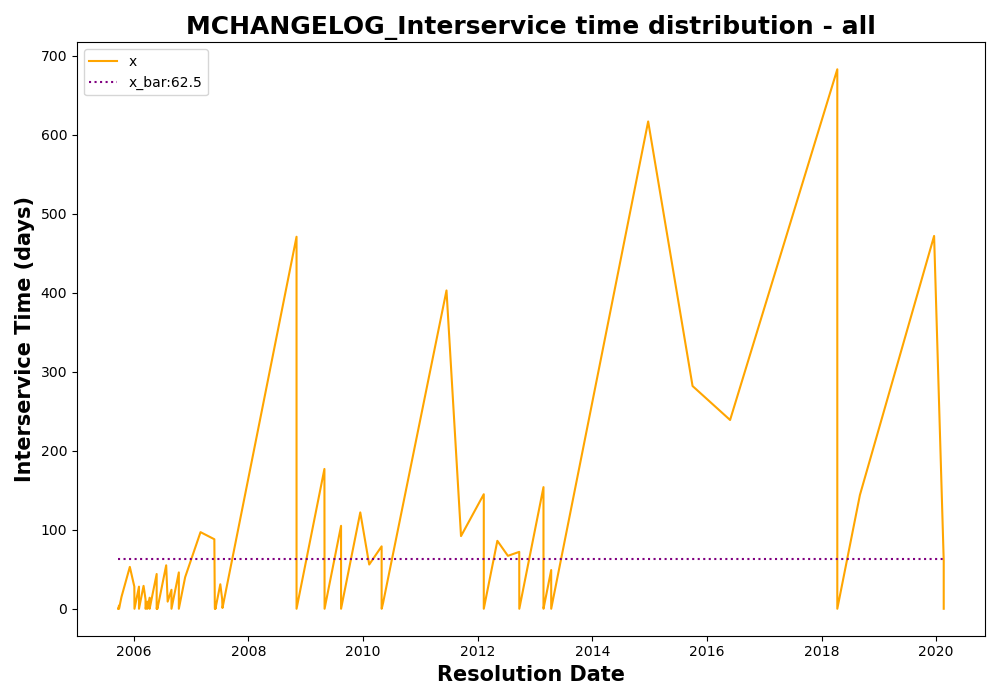 MCHANGELOG_Interservice time distribution - all
x
x_bar:62.5
Interservice Time (days)
700
600
500
400
300
200
100
0
2006 2008 2010 2012 2014 2016 2018 2020
Resolution Date